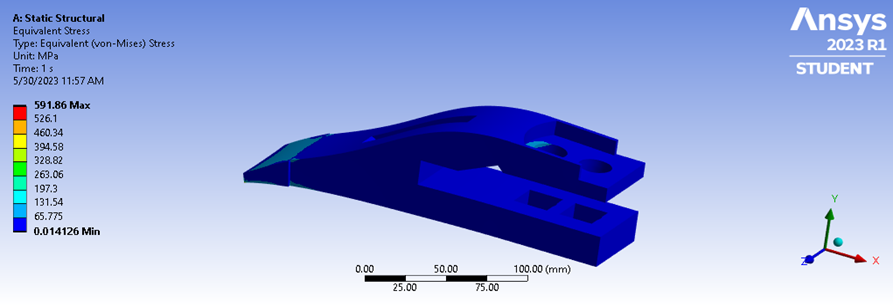 A: Static Structural
Equivalent Stress
Type: Equivalent (von-Mises) Stress
Unit: MPa
Time: 1 s
5/30/2023 11:57 AM
591.86 Max
526.1
460.34
394.58
328.82
263.06
197.3
131.54
65.775
0.014126 Min
Ansys
2023 R1
STUDENT
0.00 50.00 100.00 (mm)
25.00 75.00
Y
Z X